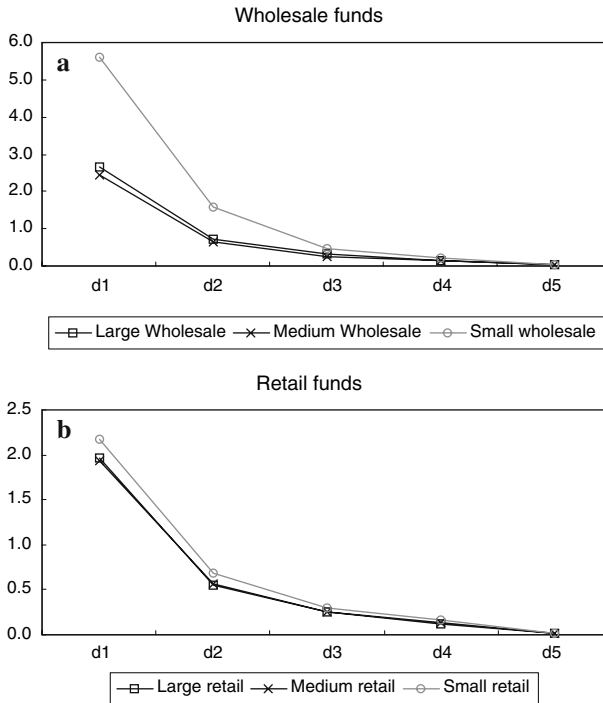 Wholesale funds
a
6.0
5.0
4.0
3.0
2.0
1.0
0.0
d1 d2 d3 d4 d5
Large Wholesale Medium Wholesale Small wholesale
Retail funds
b
2.5
2.0
1.5
1.0
0.5
0.0
d1 d2 d3 d4 d5
Large retail Medium retail Small retail